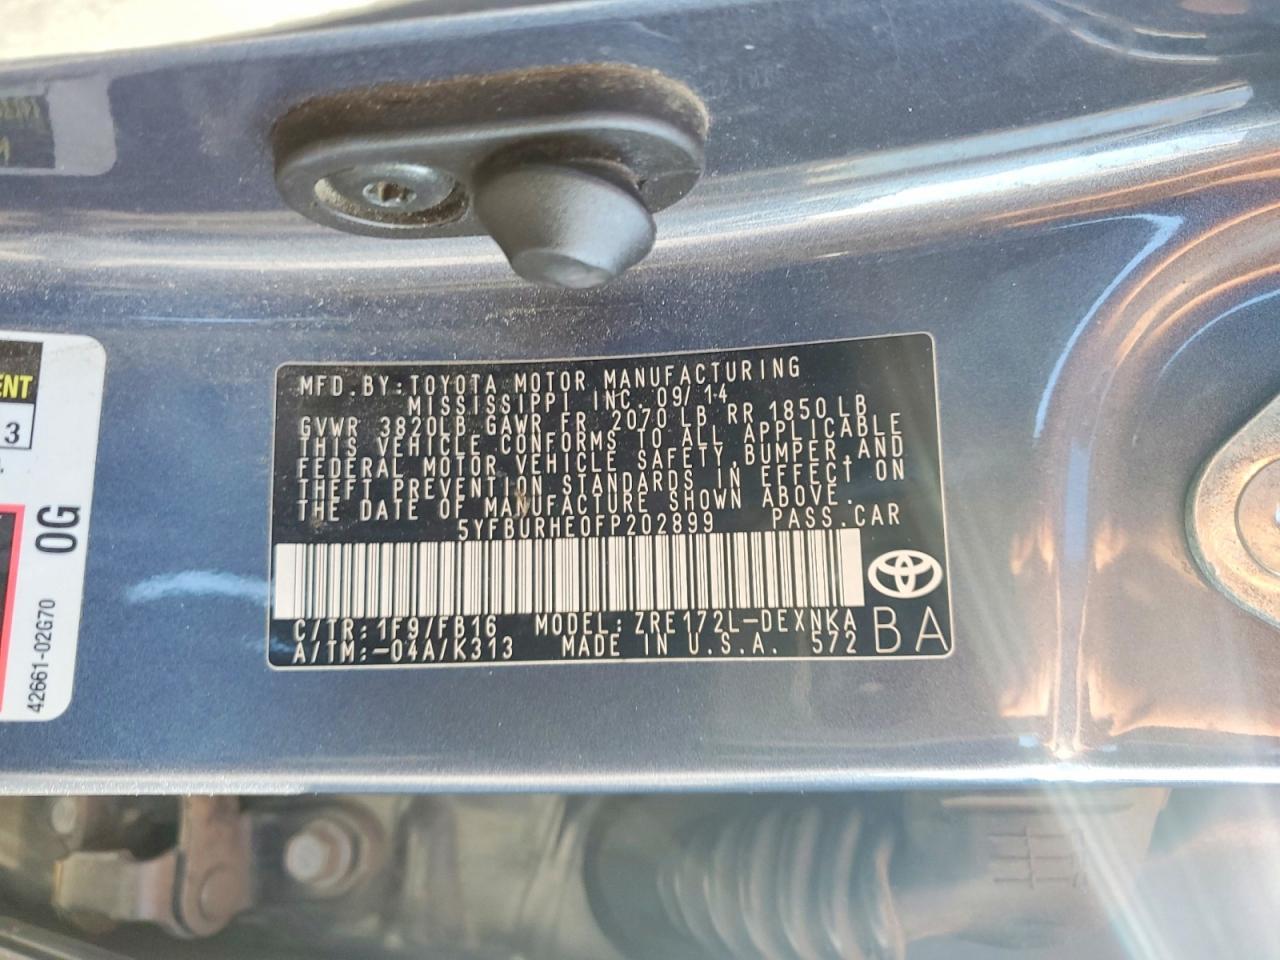 MFD.BY:TOYOTA MOTOR MANUFACTURING
MISSISSIPPI INC. 09/14
GVWR 3820LB GAWR FR 2070 LB RR 1850LB
THIS VEHICLE CONFORMS TO ALL APPLICABLE
FEDERAL MOTOR VEHICLE SAFETY,BUMPER,AND
THEFT PREVENTION STANDARDS IN EFFECT ON
THE DATE OF MANUFACTURE SHOWN ABOVE.
5YFBURHE0FP202899 PASS.CAR
C/TR:1F9/FB16 MODEL:ZRE172L-DEXNKA
A/TM:-04A/K313 MADE IN U.S.A. 572
BA
ENT
3
0G
42661-02G70